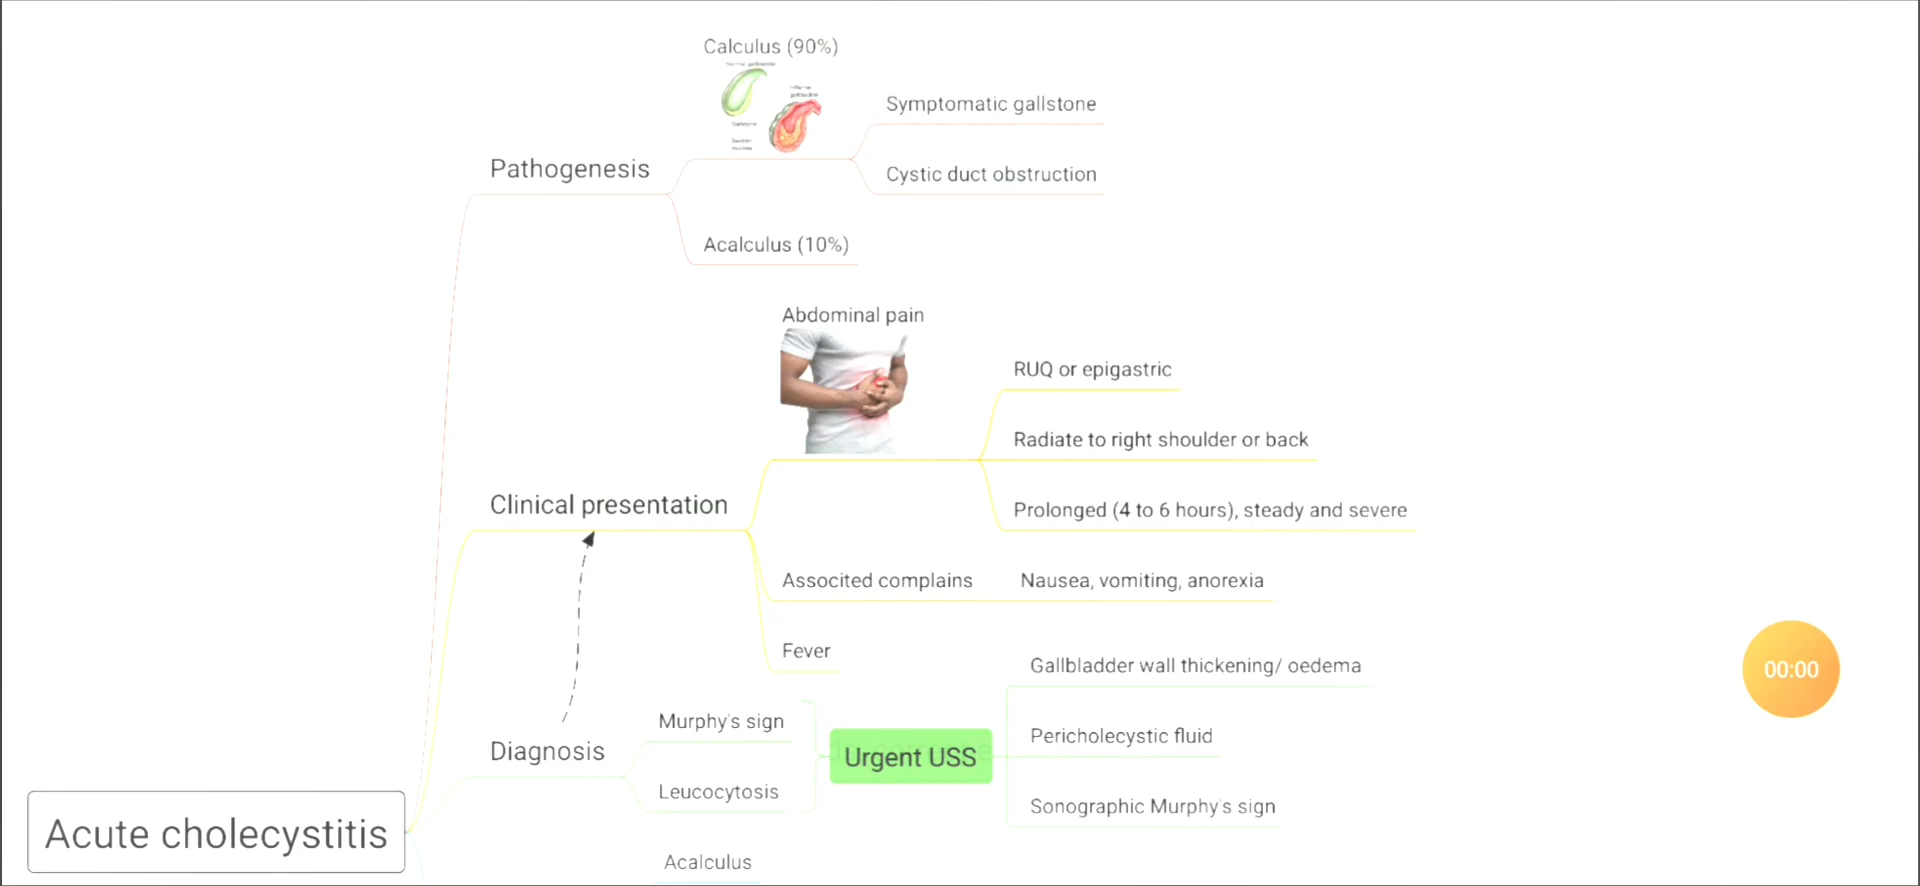 Calculus (90%)
Symptomatic gallstone
Pathogenesis
Cystic duct obstruction
Acalculus (10%)
Abdominal pain
RUQ or epigastric
Radiate to right shoulder or back
Clinical presentation
Prolonged (4 to 6 hours), steady and severe
Associted complains
Nausea, vomiting, anorexia
Fever
Gallbladder wall thickening/ oedema
00:00
Murphy's sign
Diagnosis
Urgent USS
Pericholecystic fluid
Leucocytosis
Sonographic Murphy's sign
Acute cholecystitis
Acalculus